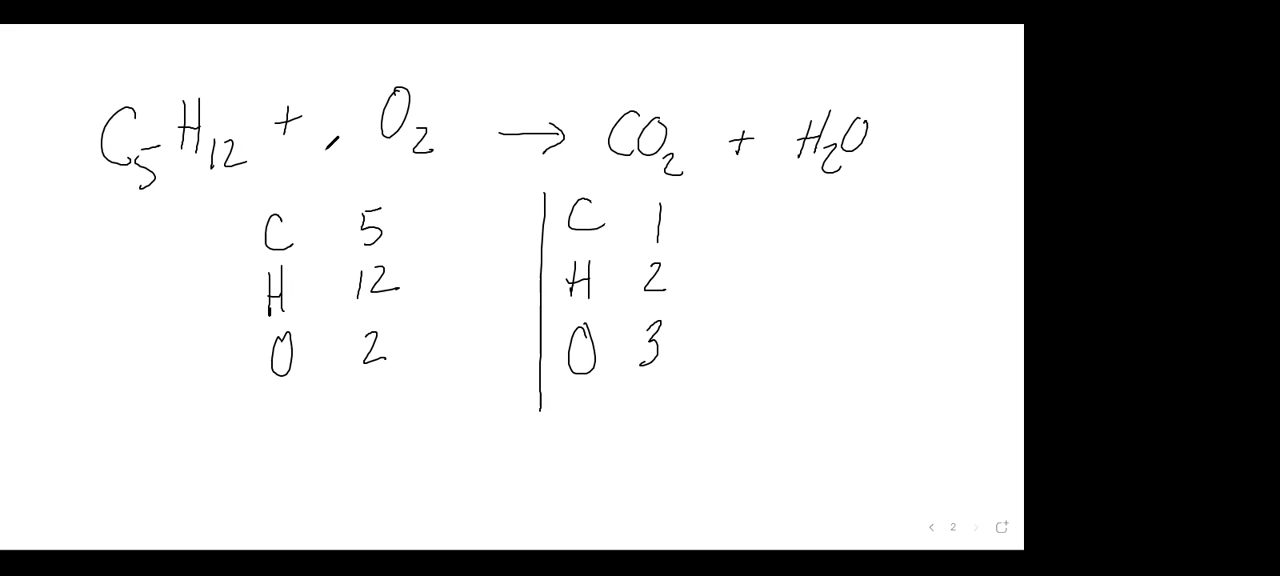 C₅H₁₂ + . O₂ → CO₂ + H₂O
C 5 | C 1
H 12 | H 2
O 2 | O 3
< 2 >